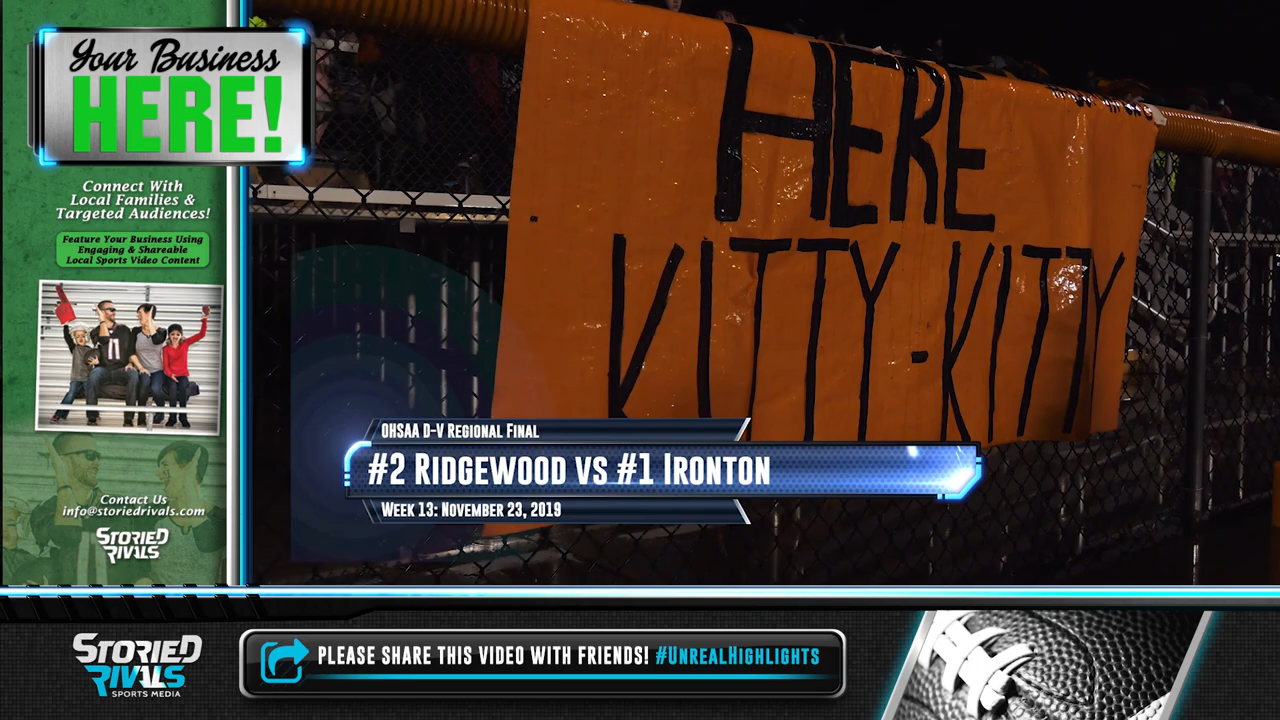 Your Business
HERE!
Connect With
Local Families &
Targeted Audiences!
Feature Your Business Using
Engaging & Shareable
Local Sports Video Content
Contact Us
info@storiedrivals.com
STORIED
RIVALS
HERE
KITTY-KITTY
OHSAA D-V Regional Final
#2 Ridgewood vs #1 Ironton
Week 13: November 23, 2019
STORIED
RIVALS
SPORTS MEDIA
PLEASE SHARE THIS VIDEO WITH FRIENDS! #UnrealHighlights